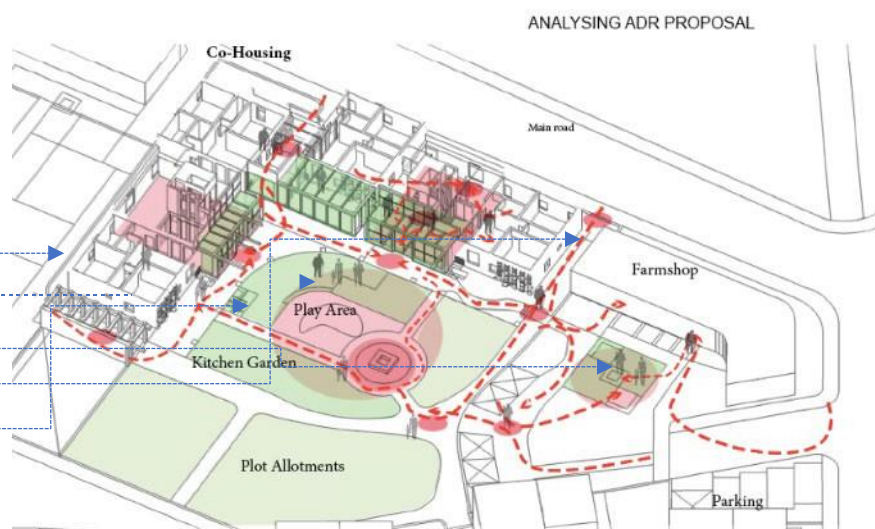 ANALYSING ADR PROPOSAL
Co-Housing
Main road
Farmshop
Play Area
Kitchen Garden
Plot Allotments
Parking